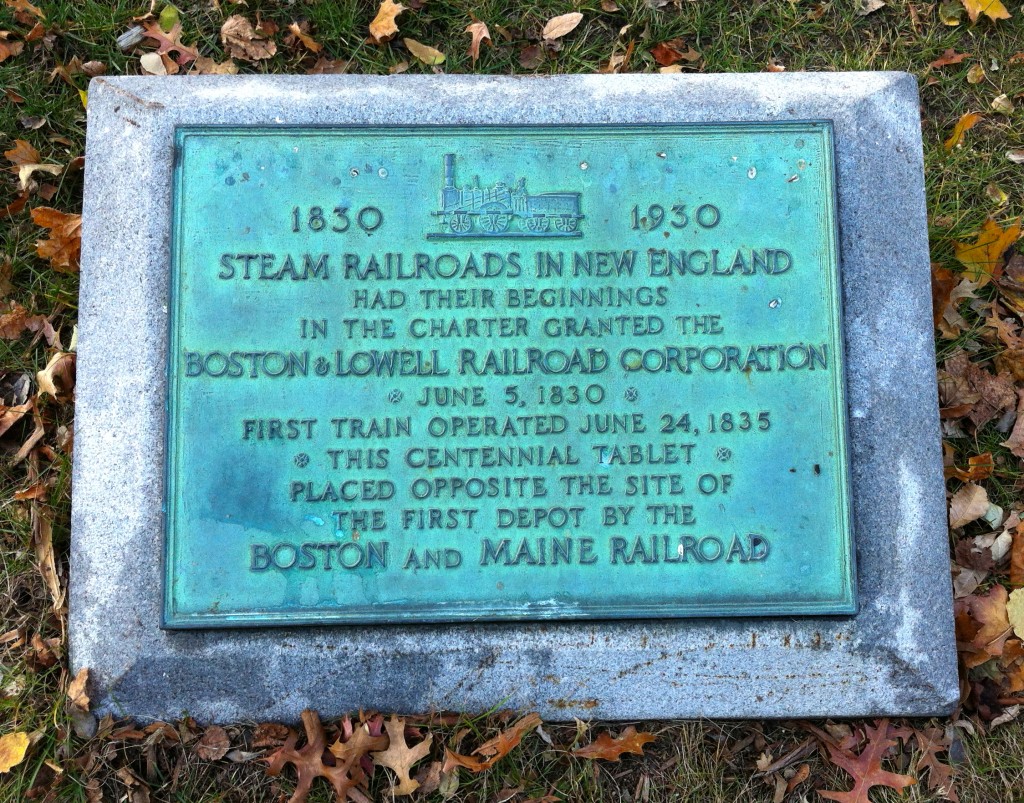 1830 1930
STEAM RAILROADS IN NEW ENGLAND
HAD THEIR BEGINNINGS
IN THE CHARTER GRANTED THE
BOSTON & LOWELL RAILROAD CORPORATION
JUNE 5, 1830
FIRST TRAIN OPERATED JUNE 24, 1835
THIS CENTENNIAL TABLET
PLACED OPPOSITE THE SITE OF
THE FIRST DEPOT BY THE
BOSTON AND MAINE RAILROAD